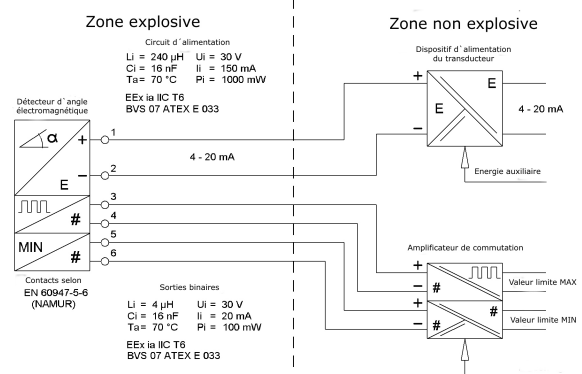 Zone explosive
Zone non explosive
Circuit d`alimentation
Li = 240 µH Ui = 30 V
Ci = 16 nF Ii = 150 mA
Ta= 70 °C Pi = 1000 mW
EEx ia IIC T6
BVS 07 ATEX E 033
Dispositif d`alimentation
du transducteur
Détecteur d`angle
électromagnétique
α
+
−
E
1
2
4 - 20 mA
+
−
E
E
4 - 20 mA
Energie auxiliaire
#
MIN
#
3
4
5
6
Contacts selon
EN 60947-5-6
(NAMUR)
Sorties binaires
Li = 4 µH Ui = 30 V
Ci = 16 nF Ii = 20 mA
Ta= 70 °C Pi = 100 mW
EEx ia IIC T6
BVS 07 ATEX E 033
Amplificateur de commutation
+
− #
Valeur limite MAX
+
#
− #
Valeur limite MIN